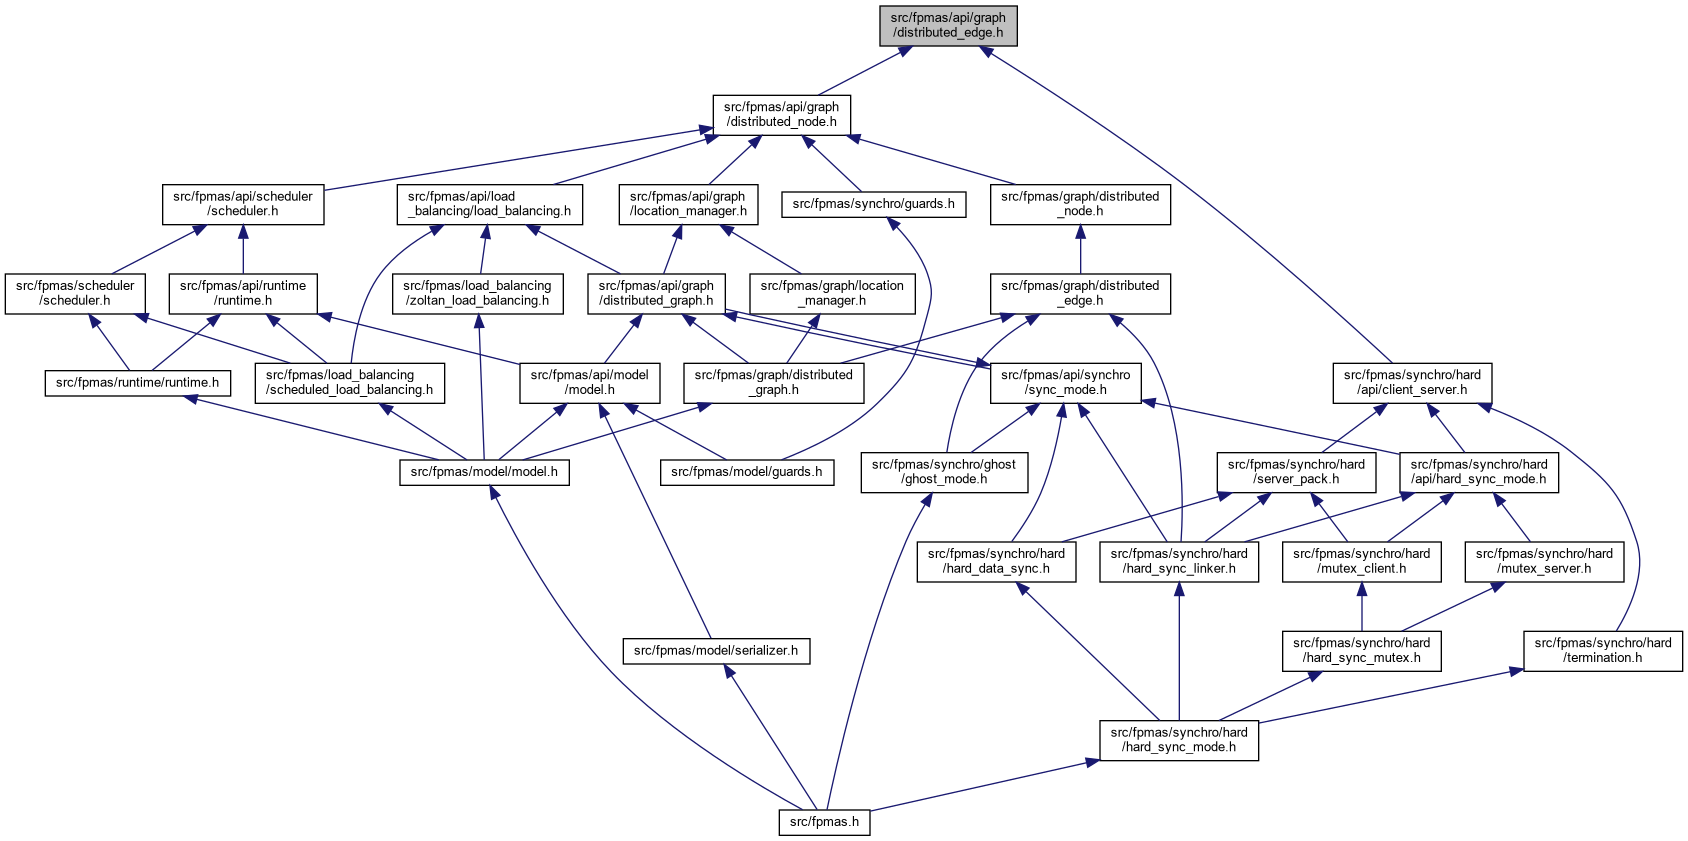 src/fpmas/api/graph
/distributed_edge.h
src/fpmas/api/graph
/distributed_node.h
src/fpmas/api/scheduler
/scheduler.h
src/fpmas/api/load
_balancing/load_balancing.h
src/fpmas/api/graph
/location_manager.h
src/fpmas/synchro/guards.h
src/fpmas/graph/distributed
_node.h
src/fpmas/scheduler
/scheduler.h
src/fpmas/api/runtime
/runtime.h
src/fpmas/load_balancing
/zoltan_load_balancing.h
src/fpmas/api/graph
/distributed_graph.h
src/fpmas/graph/location
_manager.h
src/fpmas/graph/distributed
_edge.h
src/fpmas/runtime/runtime.h
src/fpmas/load_balancing
/scheduled_load_balancing.h
src/fpmas/api/model
/model.h
src/fpmas/graph/distributed
_graph.h
src/fpmas/api/synchro
/sync_mode.h
src/fpmas/synchro/hard
/api/client_server.h
src/fpmas/model/model.h
src/fpmas/model/guards.h
src/fpmas/synchro/ghost
/ghost_mode.h
src/fpmas/synchro/hard
/server_pack.h
src/fpmas/synchro/hard
/api/hard_sync_mode.h
src/fpmas/synchro/hard
/hard_data_sync.h
src/fpmas/synchro/hard
/hard_sync_linker.h
src/fpmas/synchro/hard
/mutex_client.h
src/fpmas/synchro/hard
/mutex_server.h
src/fpmas/model/serializer.h
src/fpmas/synchro/hard
/hard_sync_mutex.h
src/fpmas/synchro/hard
/termination.h
src/fpmas/synchro/hard
/hard_sync_mode.h
src/fpmas.h